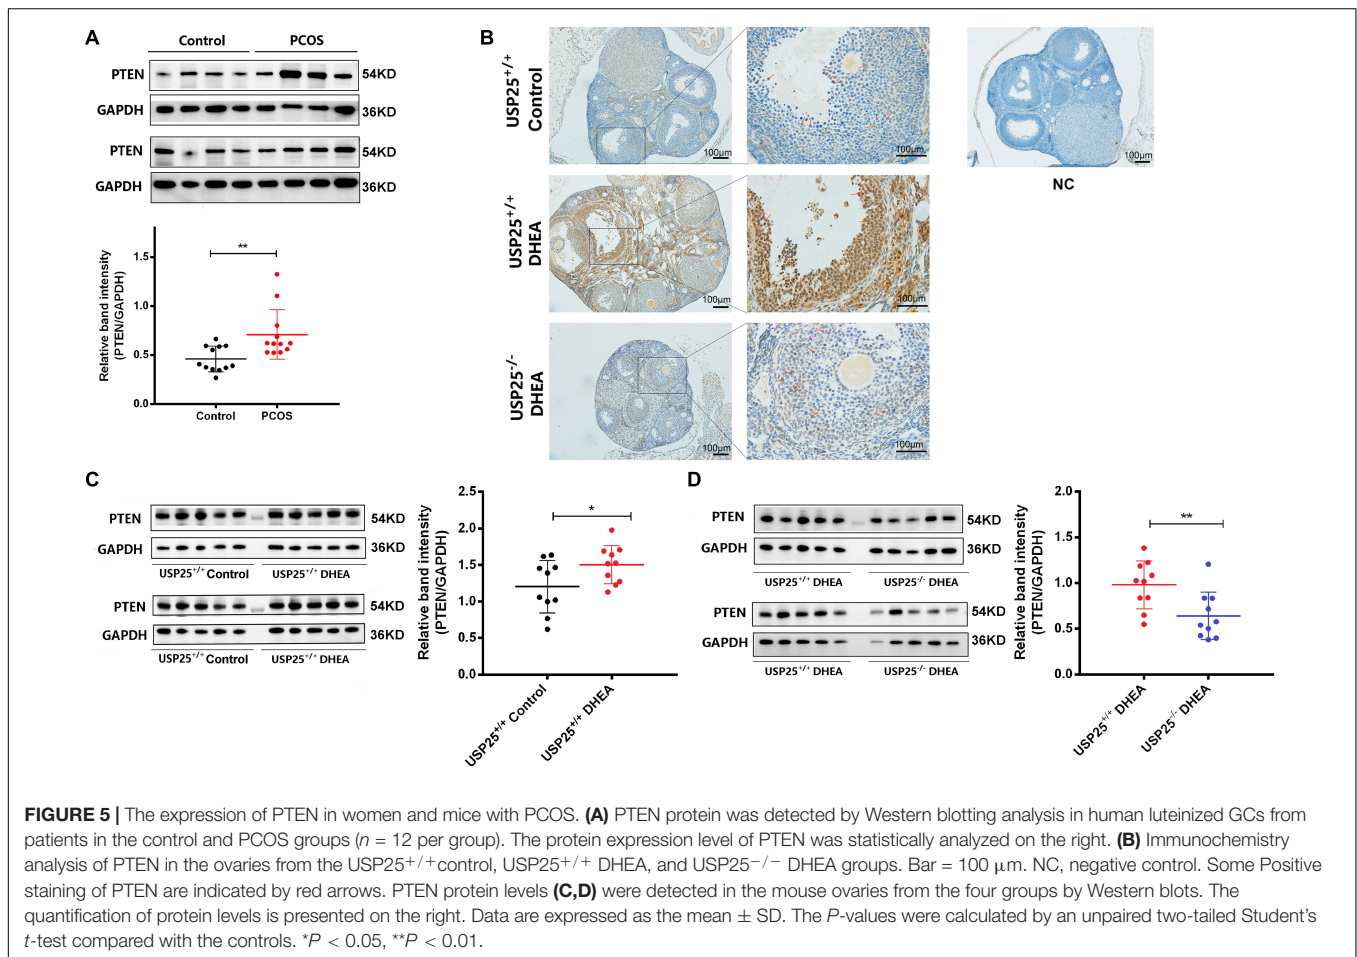 A
Control PCOS
PTEN 54KD
GAPDH 36KD
PTEN 54KD
GAPDH 36KD
Relative band intensity
(PTEN/GAPDH)
1.5
1.0
0.5
0.0
**
Control PCOS
B
USP25+/+
Control
100μm
100μm
100μm
NC
USP25+/+
DHEA
100μm
100μm
USP25-/-
DHEA
100μm
100μm
C
PTEN 54KD
GAPDH 36KD
USP25+/+ Control USP25+/+ DHEA
PTEN 54KD
GAPDH 36KD
USP25+/+ Control USP25+/+ DHEA
Relative band intensity
(PTEN/GAPDH)
2.5
2.0
1.5
1.0
0.5
0.0
*
USP25+/+ Control
USP25+/+ DHEA
D
PTEN 54KD
GAPDH 36KD
USP25+/+ DHEA USP25-/- DHEA
PTEN 54KD
GAPDH 36KD
USP25+/+ DHEA USP25-/- DHEA
Relative band intensity
(PTEN/GAPDH)
2.0
1.5
1.0
0.5
0.0
**
USP25+/+ DHEA
USP25-/- DHEA
FIGURE 5 | The expression of PTEN in women and mice with PCOS. (A) PTEN protein was detected by Western blotting analysis in human luteinized GCs from
patients in the control and PCOS groups (n = 12 per group). The protein expression level of PTEN was statistically analyzed on the right. (B) Immunochemistry
analysis of PTEN in the ovaries from the USP25+/+control, USP25+/+ DHEA, and USP25−/− DHEA groups. Bar = 100 μm. NC, negative control. Some Positive
staining of PTEN are indicated by red arrows. PTEN protein levels (C,D) were detected in the mouse ovaries from the four groups by Western blots. The
quantification of protein levels is presented on the right. Data are expressed as the mean ± SD. The P-values were calculated by an unpaired two-tailed Student's
t-test compared with the controls. *P < 0.05, **P < 0.01.